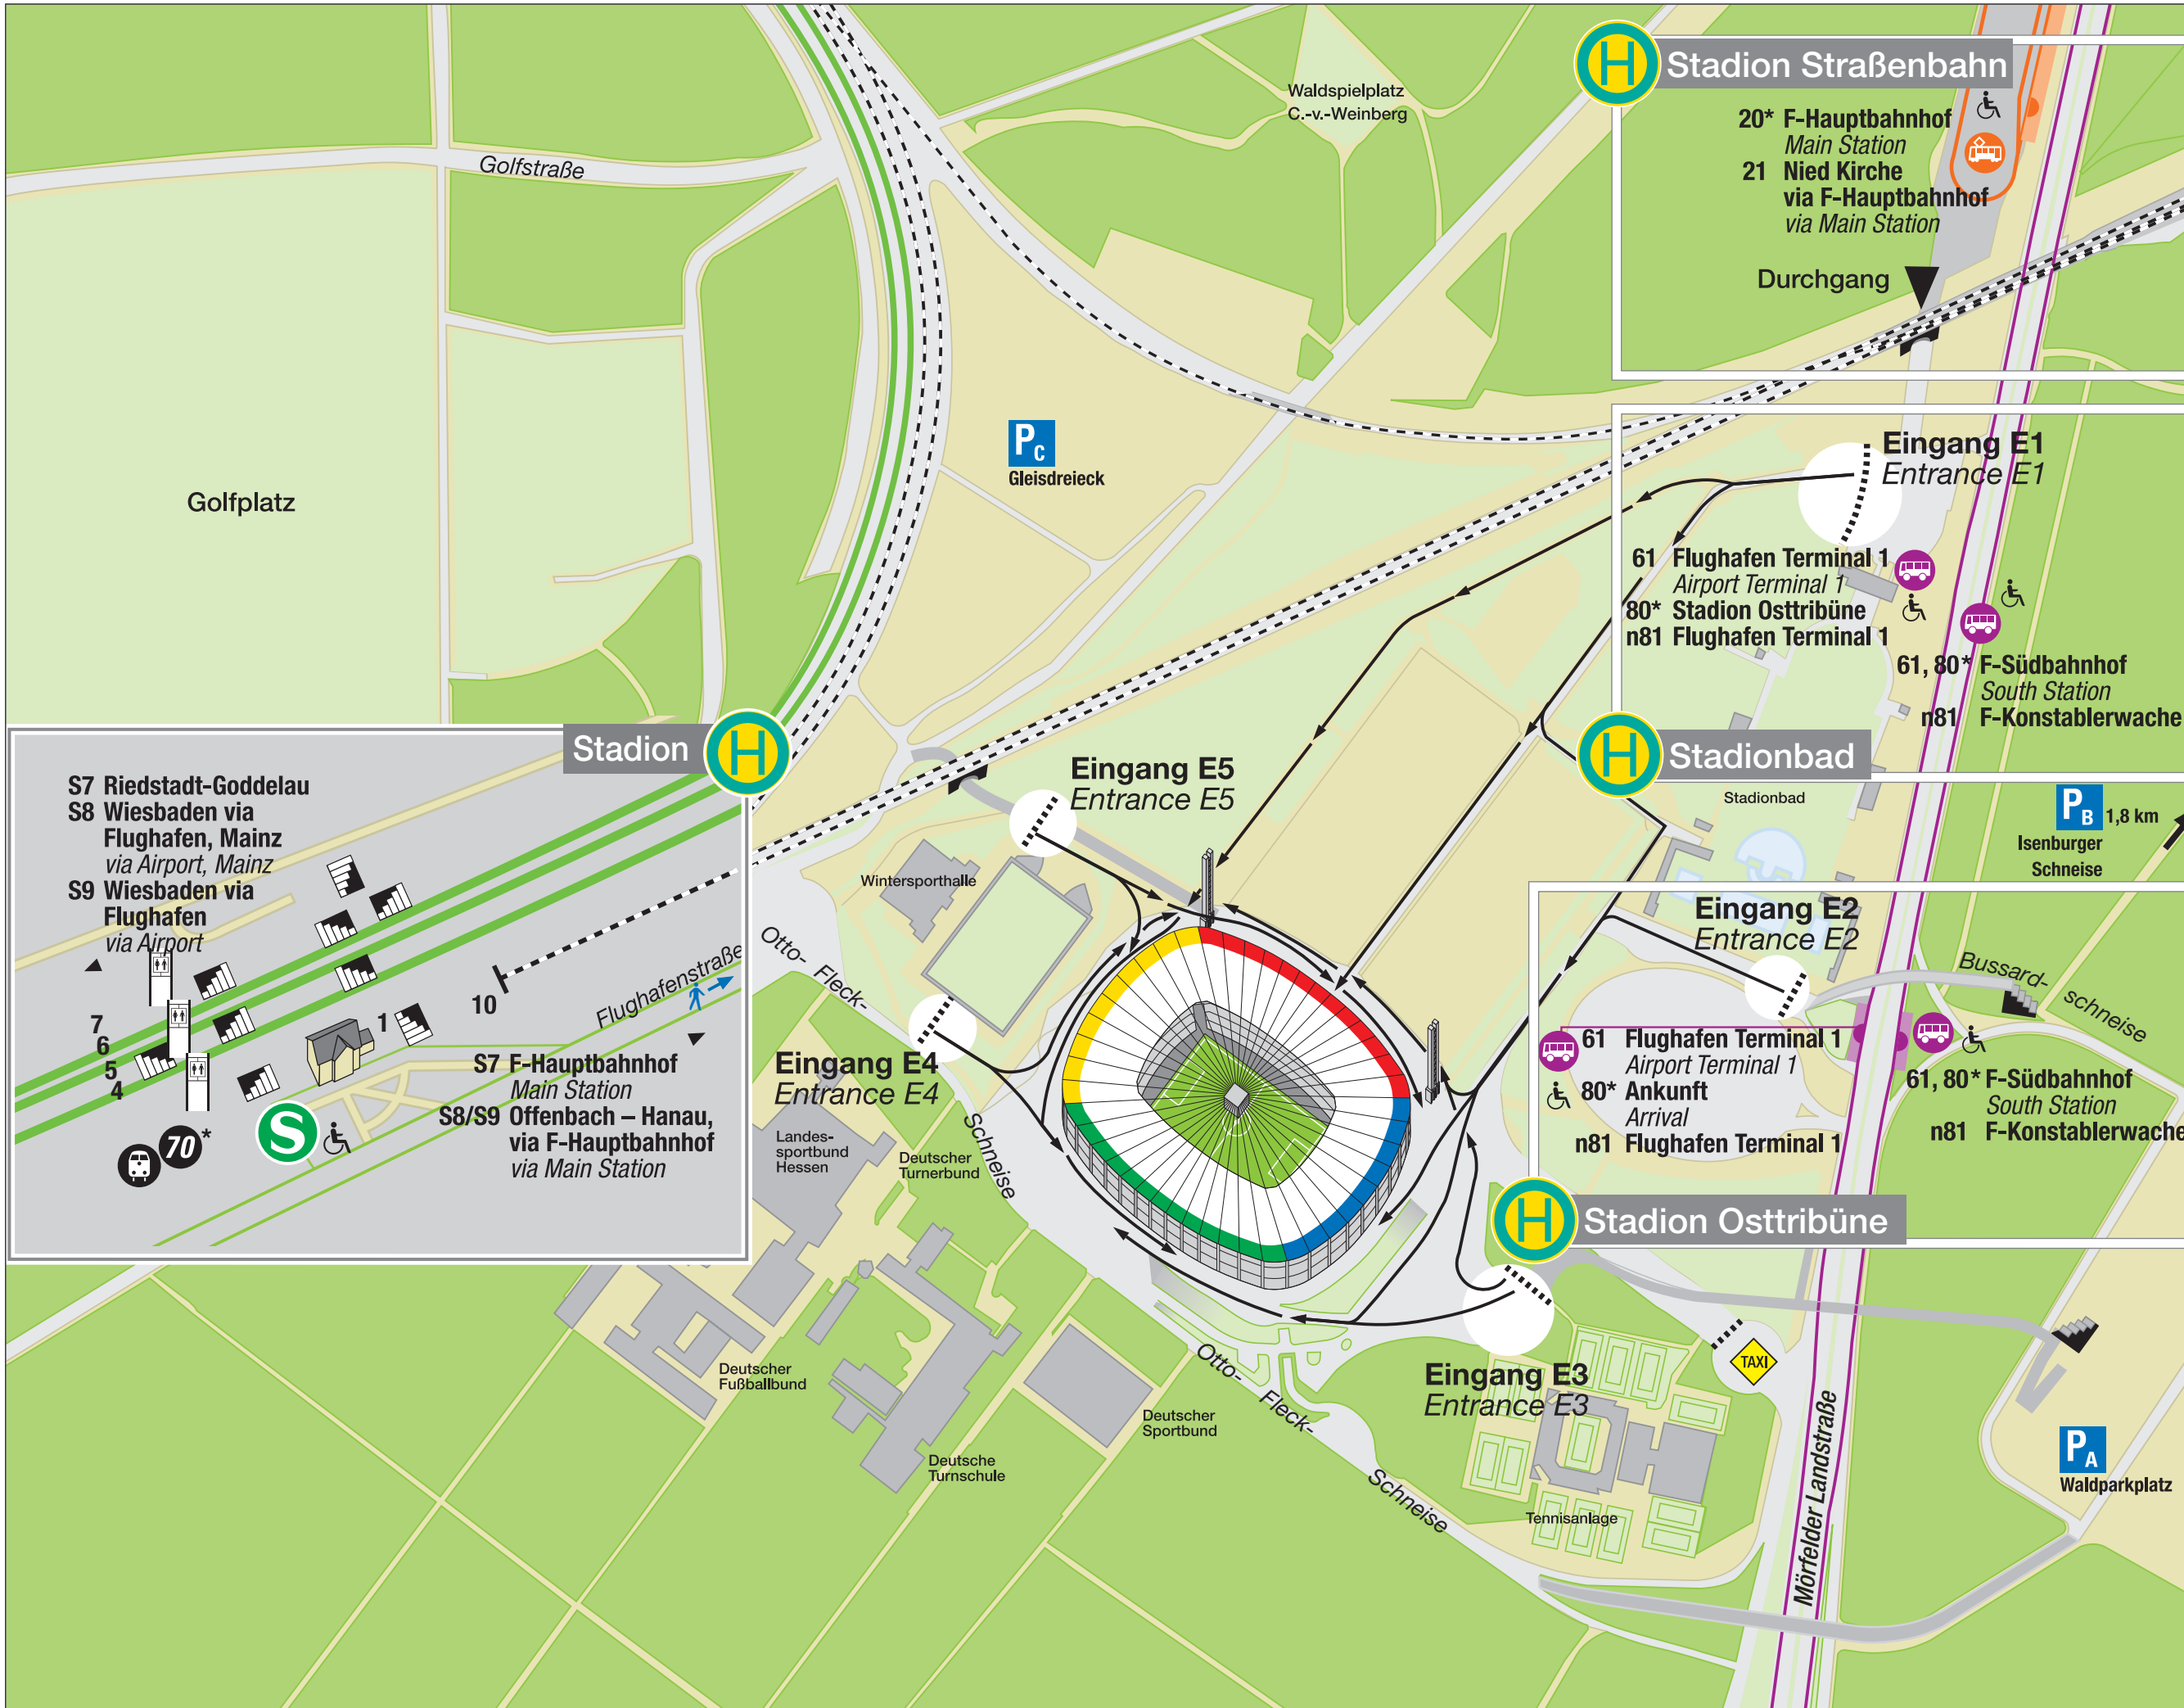 H Stadion Straßenbahn
20* F-Hauptbahnhof
Main Station
21 Nied Kirche
via F-Hauptbahnhof
via Main Station
Durchgang
Waldspielplatz
C.-v.-Weinberg
Golfstraße
Golfplatz
PC
Gleisdreieck
Eingang E1
Entrance E1
61 Flughafen Terminal 1
Airport Terminal 1
80* Stadion Osttribüne
n81 Flughafen Terminal 1
61, 80* F-Südbahnhof
South Station
n81 F-Konstablerwache
H Stadionbad
Stadionbad
PB 1,8 km
Isenburger
Schneise
Stadion H
S7 Riedstadt-Goddelau
S8 Wiesbaden via
Flughafen, Mainz
via Airport, Mainz
S9 Wiesbaden via
Flughafen
via Airport
7
6
5
4
1
10
Flughafenstraße
S
70*
S7 F-Hauptbahnhof
Main Station
S8/S9 Offenbach – Hanau,
via F-Hauptbahnhof
via Main Station
Eingang E5
Entrance E5
Wintersporthalle
Otto- Fleck-
Schneise
Eingang E4
Entrance E4
Landes-
sportbund
Hessen
Deutscher
Turnerbund
Eingang E2
Entrance E2
Bussard-
schneise
61 Flughafen Terminal 1
Airport Terminal 1
80* Ankunft
Arrival
n81 Flughafen Terminal 1
61, 80* F-Südbahnhof
South Station
n81 F-Konstablerwache
H Stadion Osttribüne
Eingang E3
Entrance E3
TAXI
Deutscher
Fußballbund
Deutscher
Sportbund
Deutsche
Turnschule
Otto-
Fleck-
Schneise
Tennisanlage
Mörfelder Landstraße
PA
Waldparkplatz